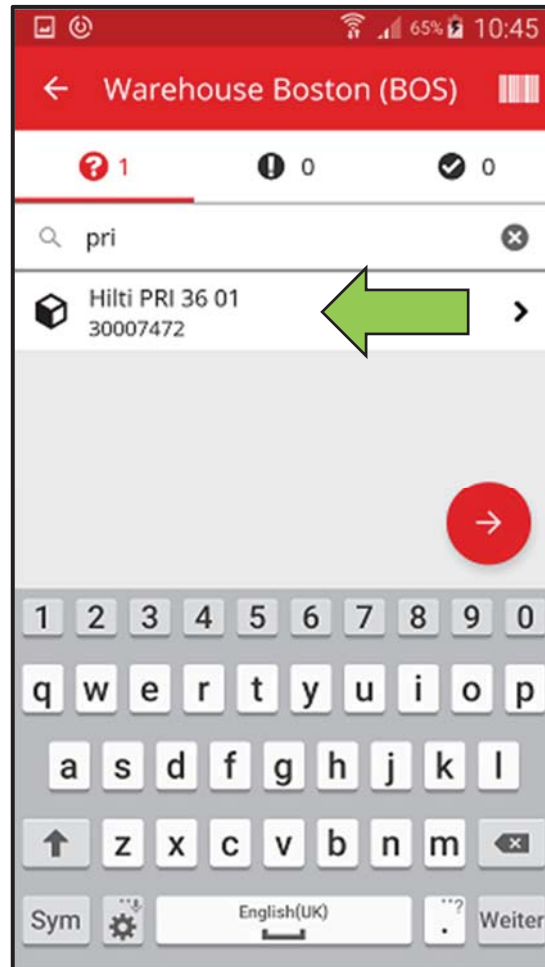 65% 10:45
Warehouse Boston (BOS)
1 0 0
pri
Hilti PRI 36 01
30007472
1 2 3 4 5 6 7 8 9 0
q w e r t y u i o p
a s d f g h j k l
z x c v b n m
Sym English(UK) . ...? Weiter